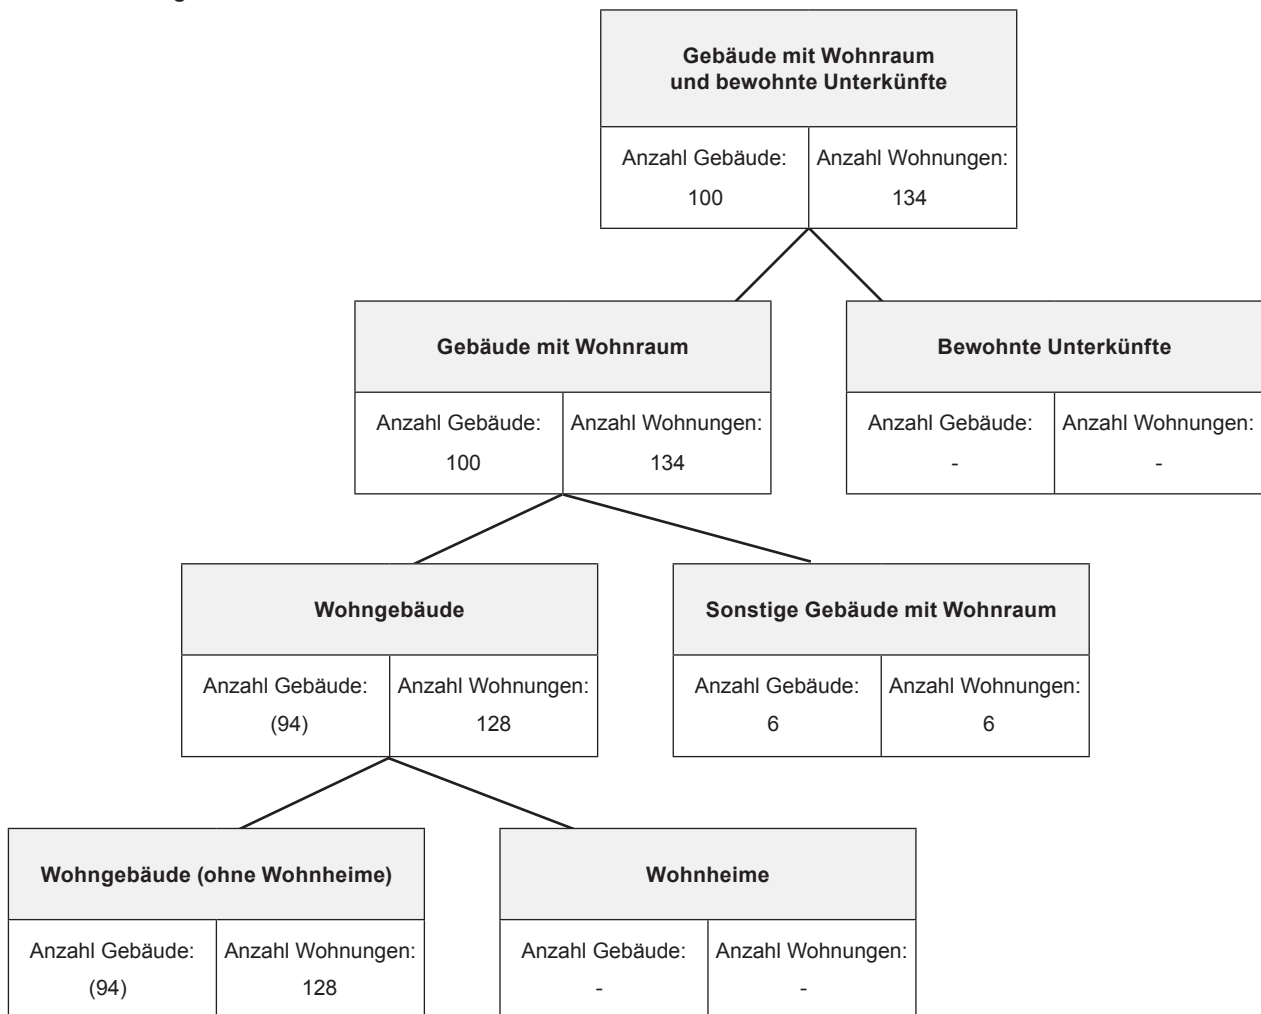 Gebäude mit Wohnraum
und bewohnte Unterkünfte
Anzahl Gebäude: Anzahl Wohnungen:
100 134
Gebäude mit Wohnraum Bewohnte Unterkünfte
Anzahl Gebäude: Anzahl Wohnungen: Anzahl Gebäude: Anzahl Wohnungen:
100 134 - -
Wohngebäude Sonstige Gebäude mit Wohnraum
Anzahl Gebäude: Anzahl Wohnungen: Anzahl Gebäude: Anzahl Wohnungen:
(94) 128 6 6
Wohngebäude (ohne Wohnheime) Wohnheime
Anzahl Gebäude: Anzahl Wohnungen: Anzahl Gebäude: Anzahl Wohnungen:
(94) 128 - -